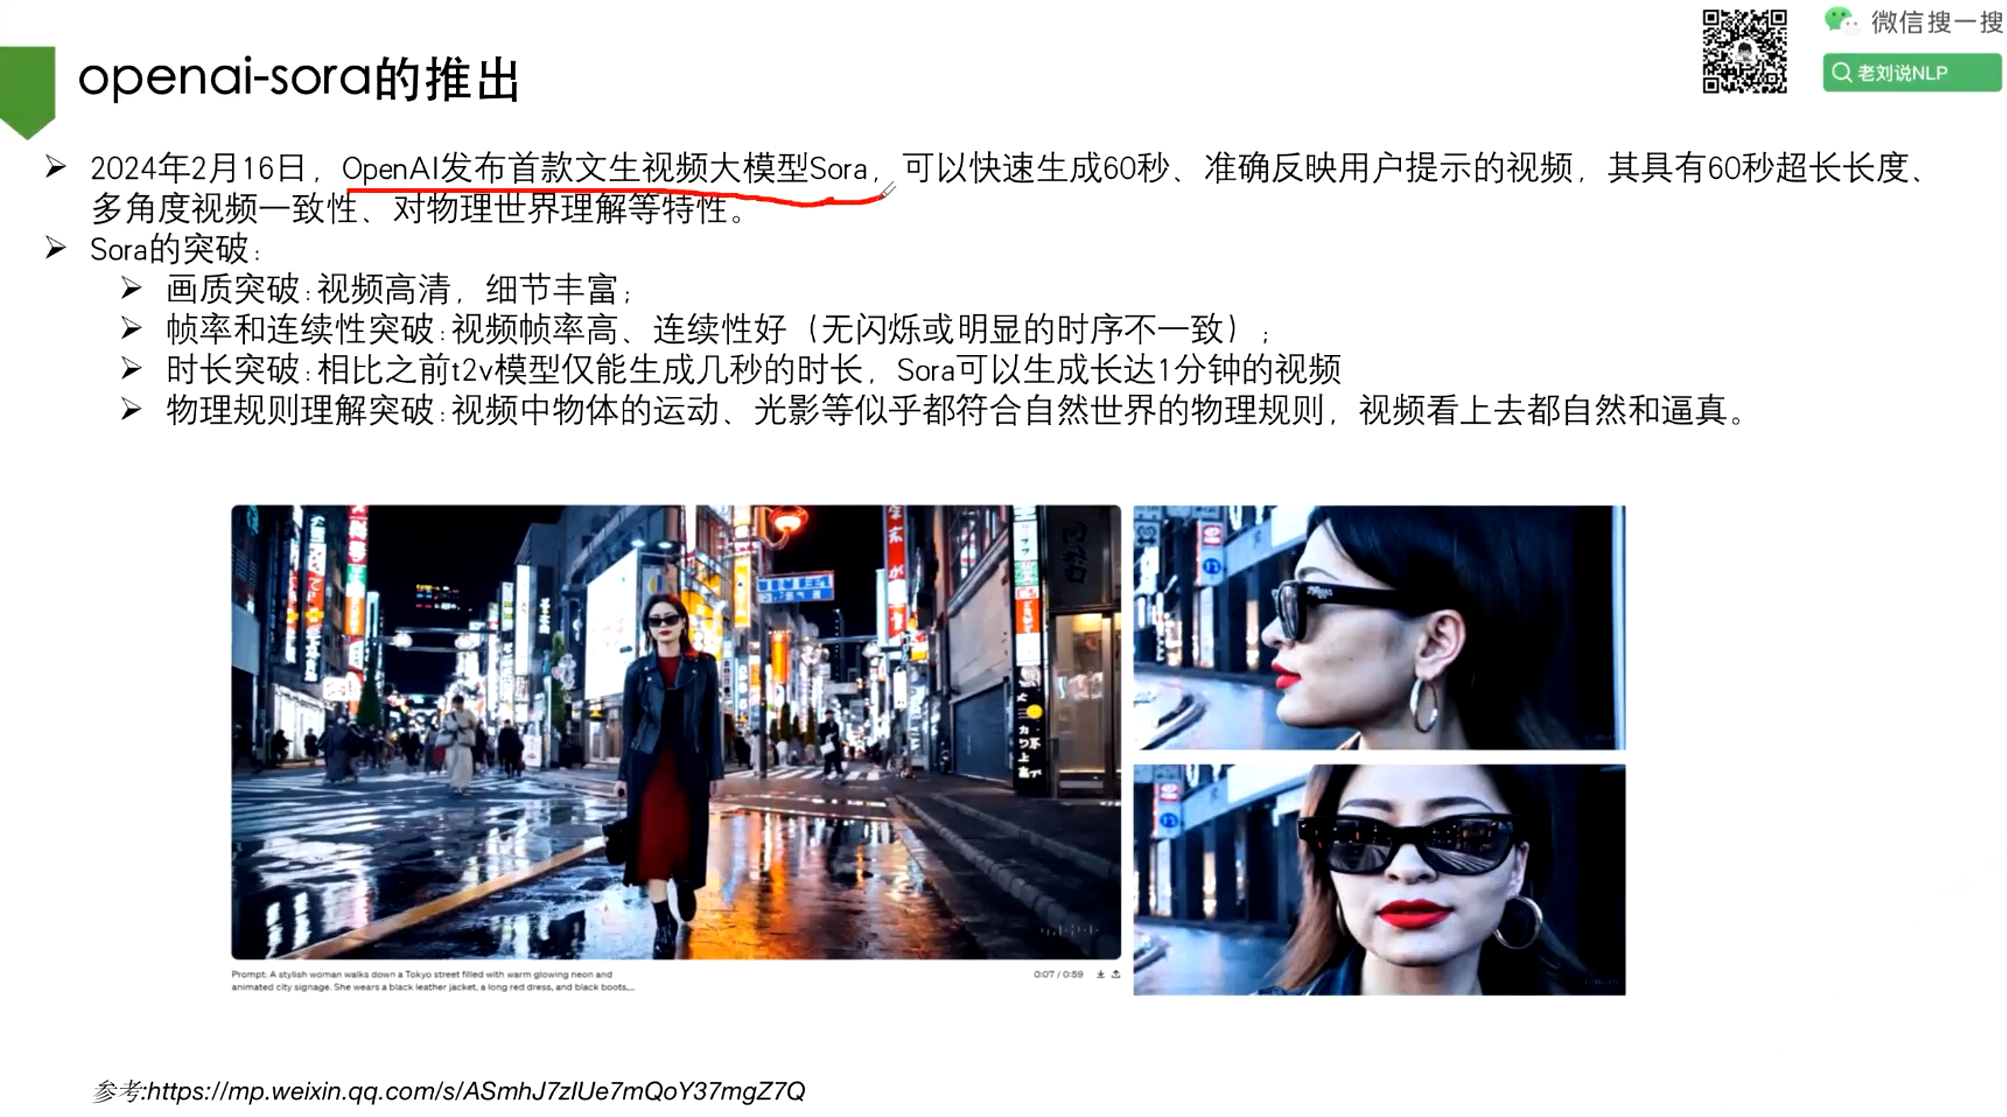 微信搜一搜
老刘说NLP
openai-sora的推出
➢ 2024年2月16日，OpenAI发布首款文生视频大模型Sora，可以快速生成60秒、准确反映用户提示的视频，其具有60秒超长长度、
多角度视频一致性、对物理世界理解等特性。
➢ Sora的突破:
➢ 画质突破:视频高清，细节丰富;
➢ 帧率和连续性突破:视频帧率高、连续性好（无闪烁或明显的时序不一致）;
➢ 时长突破:相比之前t2v模型仅能生成几秒的时长，Sora可以生成长达1分钟的视频
➢ 物理规则理解突破:视频中物体的运动、光影等似乎都符合自然世界的物理规则，视频看上去都自然和逼真。
Prompt: A stylish woman walks down a Tokyo street filled with warm glowing neon and
animated city signage. She wears a black leather jacket, a long red dress, and black boots,...
0:07 / 0:59
参考:https://mp.weixin.qq.com/s/ASmhJ7zIUe7mQoY37mgZ7Q